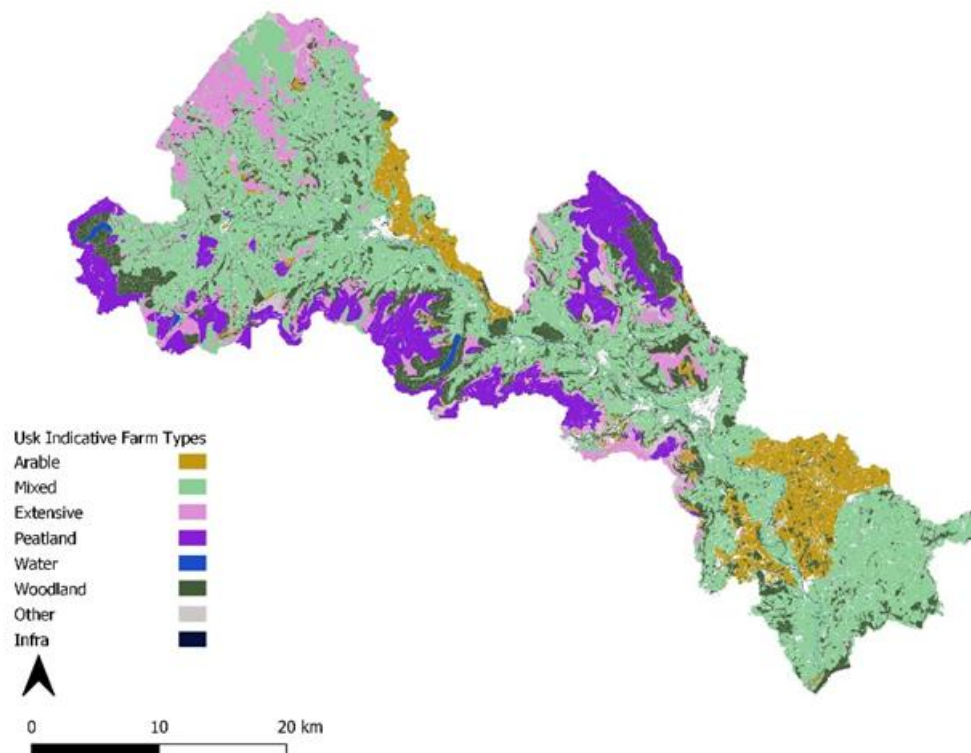 Usk Indicative Farm Types
Arable
Mixed
Extensive
Peatland
Water
Woodland
Other
Infra
0 10 20 km